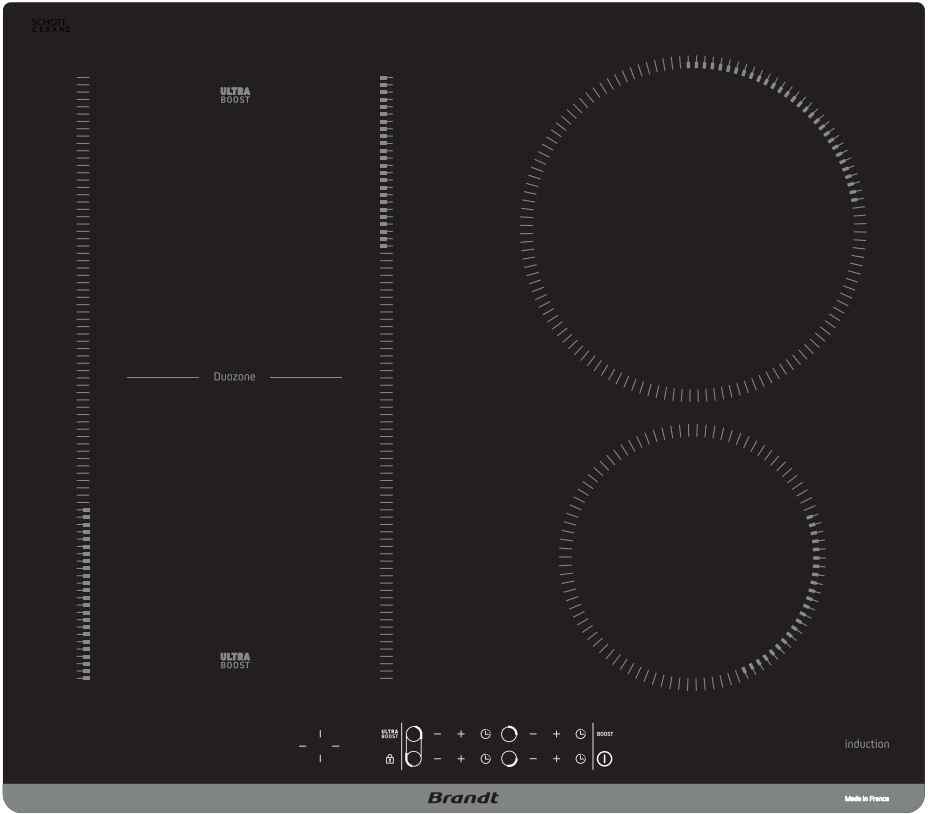 SCHOTT
CERAN®
ULTRA
BOOST
Duozone
ULTRA
BOOST
ULTRA
BOOST
− + − + BOOST
− + − +
induction
Brandt
Made in France